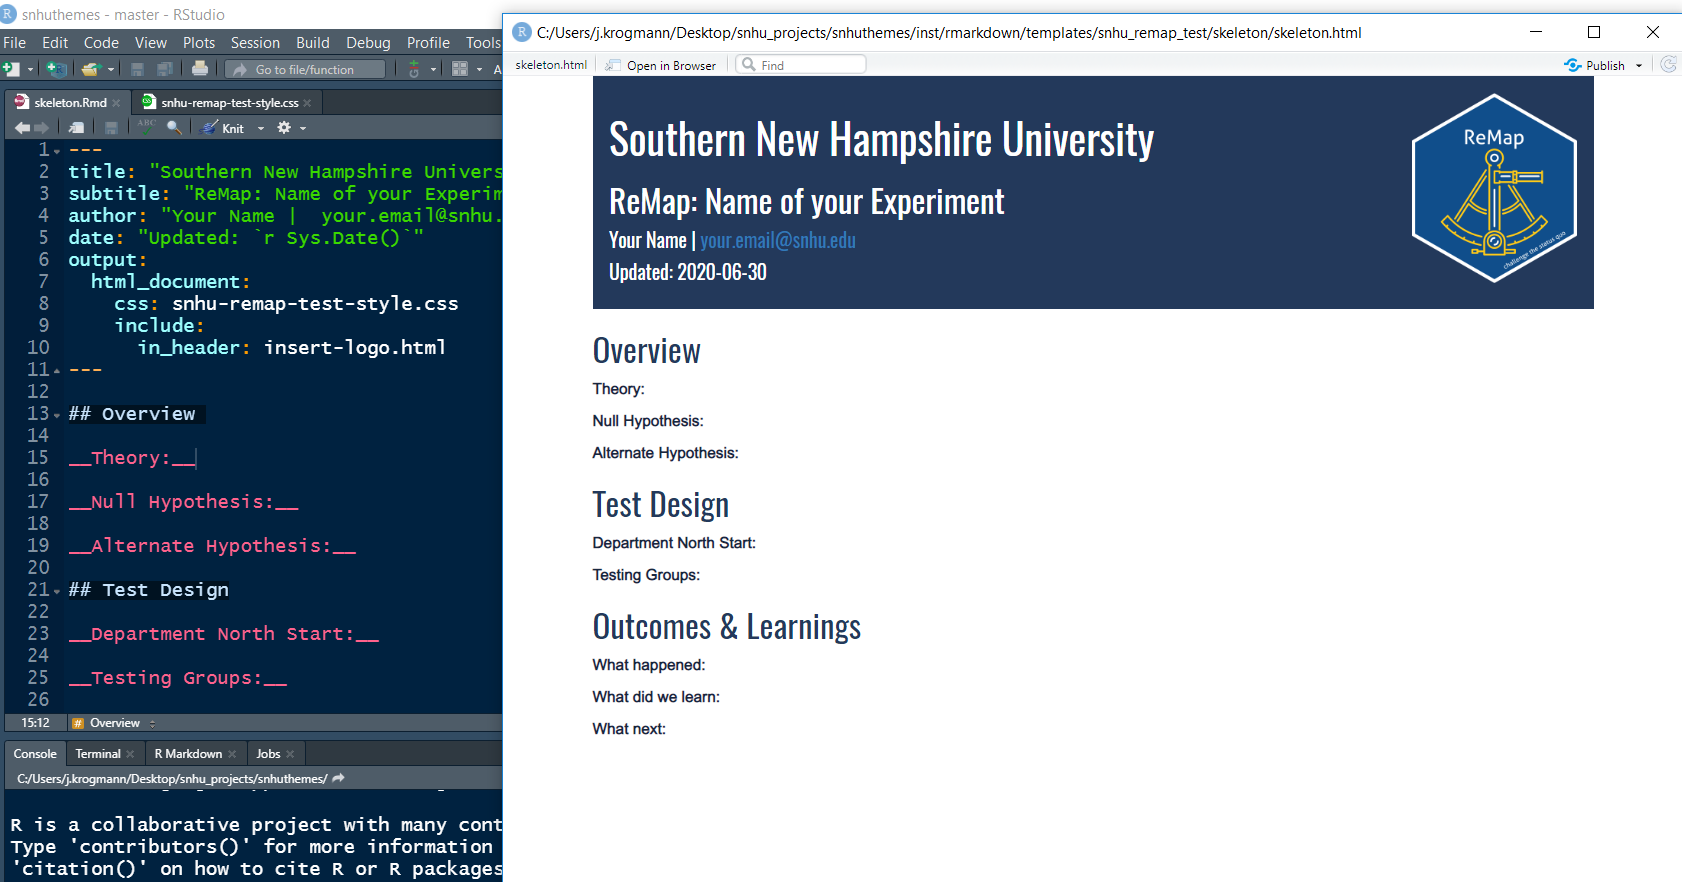 snhuthemes - master - RStudio
File Edit Code View Plots Session Build Debug Profile Tools
Go to file/function
A
skeleton.Rmd
snhu-remap-test-style.css
ABC
Knit
1 ---
2 title: "Southern New Hampshire Univers
3 subtitle: "ReMap: Name of your Experim
4 author: "Your Name |  your.email@snhu.
5 date: "Updated: `r Sys.Date()`"
6 output:
7   html_document:
8     css: snhu-remap-test-style.css
9     include:
10       in_header: insert-logo.html
11 ---
12
13 ## Overview
14
15 __Theory:__
16
17 __Null Hypothesis:__
18
19 __Alternate Hypothesis:__
20
21 ## Test Design
22
23 __Department North Start:__
24
25 __Testing Groups:__
26
15:12 # Overview
Console Terminal R Markdown Jobs
C:/Users/j.krogmann/Desktop/snhu_projects/snhuthemes/
R is a collaborative project with many cont
Type 'contributors()' for more information
'citation()' on how to cite R or R packages
C:/Users/j.krogmann/Desktop/snhu_projects/snhuthemes/inst/rmarkdown/templates/snhu_remap_test/skeleton/skeleton.html
skeleton.html Open in Browser Find Publish
Southern New Hampshire University
ReMap: Name of your Experiment
Your Name | your.email@snhu.edu
Updated: 2020-06-30
ReMap
challenge the status quo
Overview
Theory:
Null Hypothesis:
Alternate Hypothesis:
Test Design
Department North Start:
Testing Groups:
Outcomes & Learnings
What happened:
What did we learn:
What next: